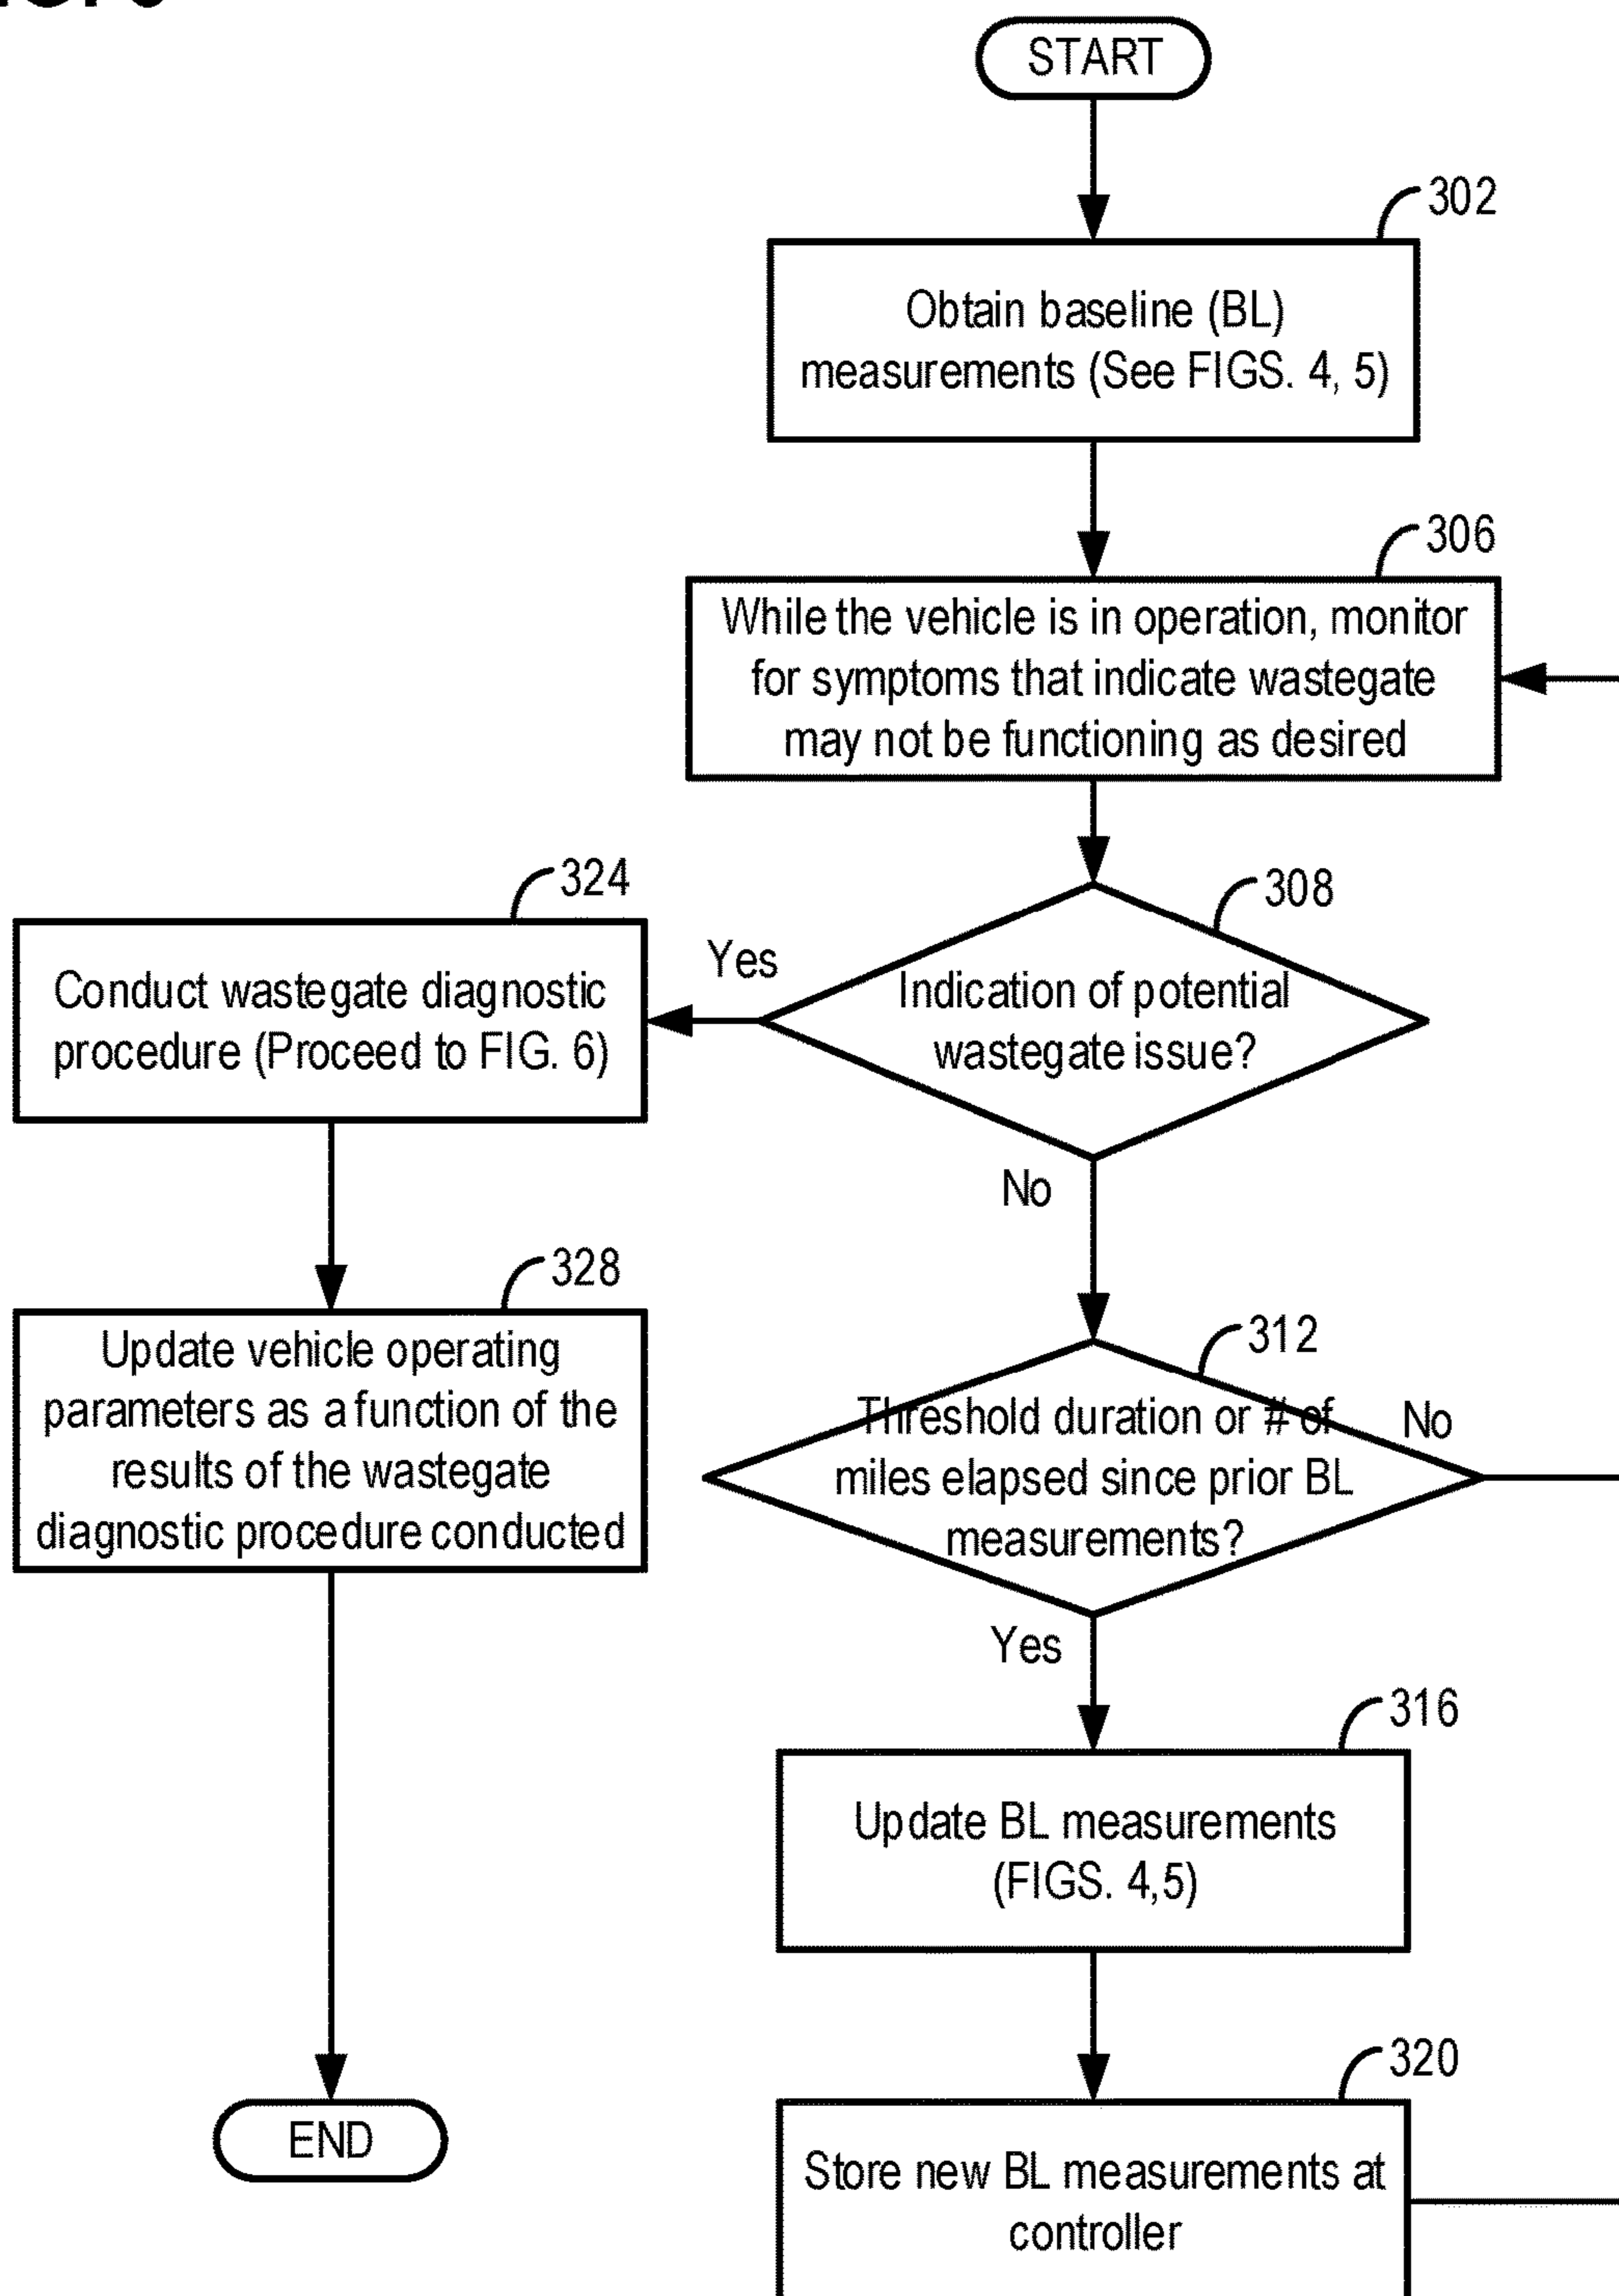 START
302
Obtain baseline (BL)
measurements (See FIGS. 4, 5)
306
While the vehicle is in operation, monitor
for symptoms that indicate wastegate
may not be functioning as desired
324
308
Conduct wastegate diagnostic
procedure (Proceed to FIG. 6)
Yes
Indication of potential
wastegate issue?
No
328
Update vehicle operating
parameters as a function of the
results of the wastegate
diagnostic procedure conducted
312
Threshold duration or # of
miles elapsed since prior BL
measurements?
No
Yes
316
Update BL measurements
(FIGS. 4,5)
320
END
Store new BL measurements at
controller